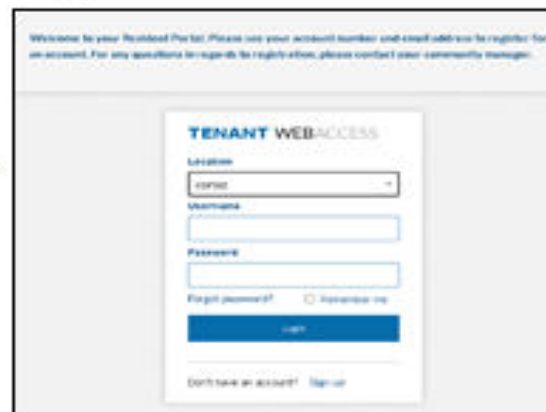 Welcome to your Resident Portal. Please use your account number and email address to register for
an account. For any questions in regards to registration, please contact your community manager.
TENANT WEBACCESS
Location
Username
Password
Forgot password? Remember me
Login
Don't have an account? Sign up